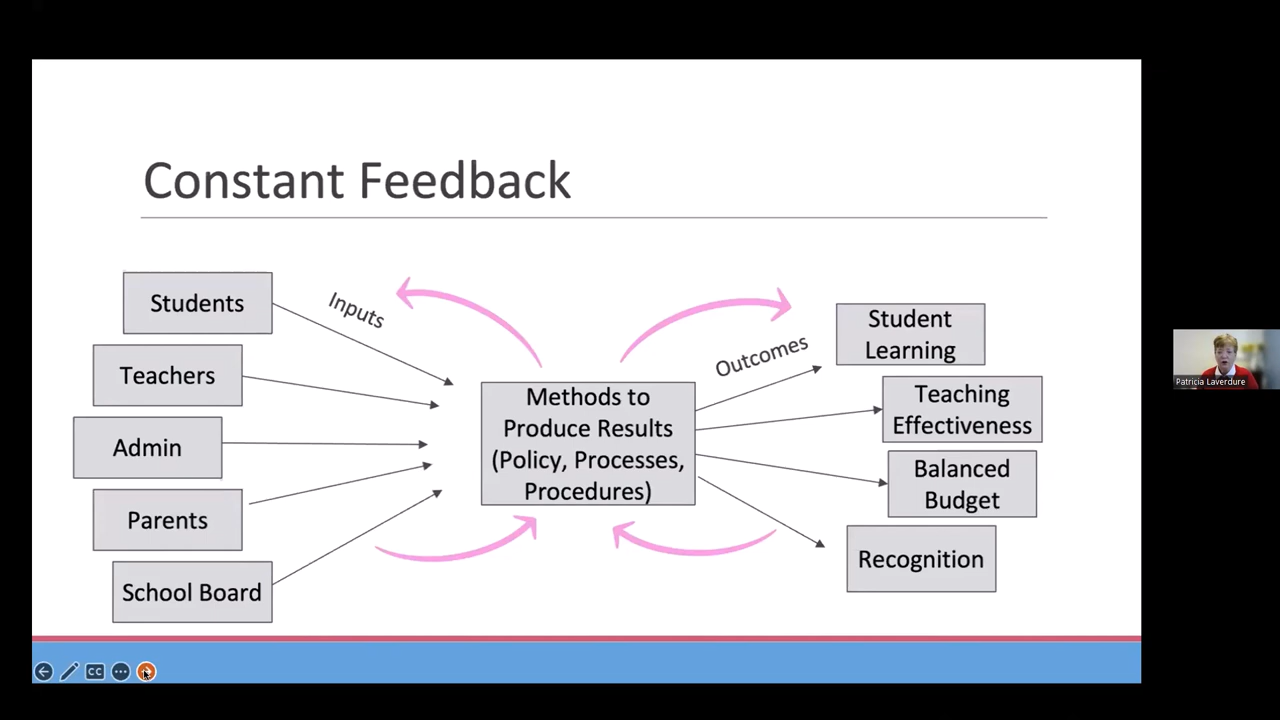 Constant Feedback
Students
Teachers
Admin
Parents
School Board
Inputs
Methods to
Produce Results
(Policy, Processes,
Procedures)
Outcomes
Student
Learning
Teaching
Effectiveness
Balanced
Budget
Recognition
CC
Patricia Laverdure